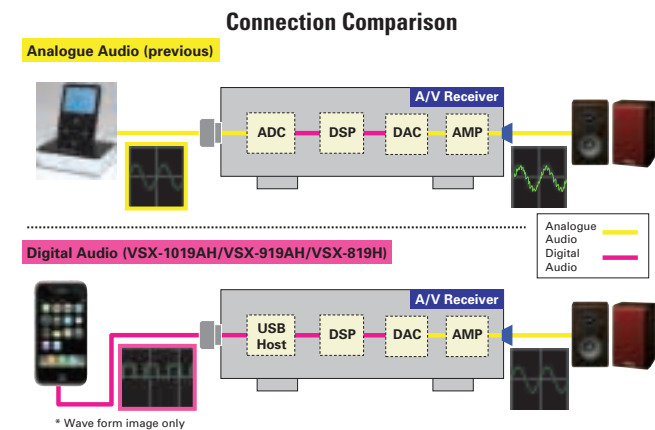 Connection Comparison
Analogue Audio (previous)
A/V Receiver
ADC
DSP
DAC
AMP
Analogue
Audio
Digital
Audio
Digital Audio (VSX-1019AH/VSX-919AH/VSX-819H)
A/V Receiver
USB
Host
DSP
DAC
AMP
* Wave form image only